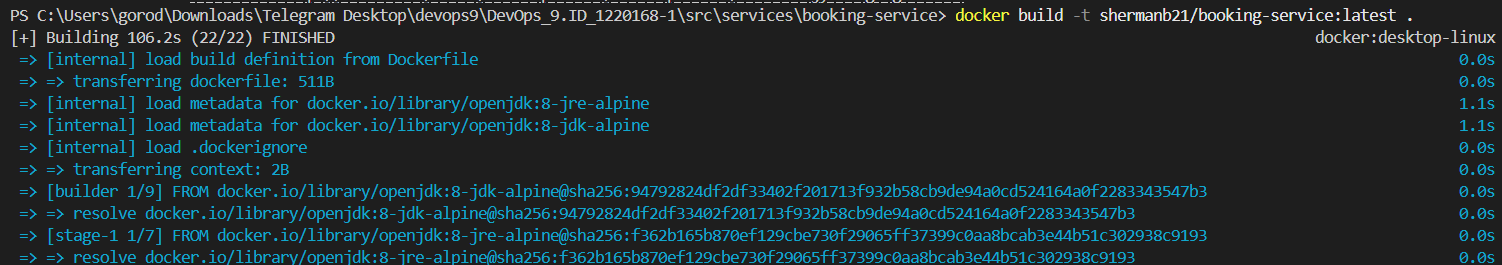 PS C:\Users\gorod\Downloads\Telegram Desktop\devops9\DevOps_9.ID_1220168-1\src\services\booking-service> docker build -t shermanb21/booking-service:latest .
[+] Building 106.2s (22/22) FINISHED docker:desktop-linux
=> [internal] load build definition from Dockerfile 0.0s
=> => transferring dockerfile: 511B 0.0s
=> [internal] load metadata for docker.io/library/openjdk:8-jre-alpine 1.1s
=> [internal] load metadata for docker.io/library/openjdk:8-jdk-alpine 1.1s
=> [internal] load .dockerignore 0.0s
=> => transferring context: 2B 0.0s
=> [builder 1/9] FROM docker.io/library/openjdk:8-jdk-alpine@sha256:94792824df2df33402f201713f932b58cb9de94a0cd524164a0f2283343547b3 0.0s
=> => resolve docker.io/library/openjdk:8-jdk-alpine@sha256:94792824df2df33402f201713f932b58cb9de94a0cd524164a0f2283343547b3 0.0s
=> [stage-1 1/7] FROM docker.io/library/openjdk:8-jre-alpine@sha256:f362b165b870ef129cbe730f29065ff37399c0aa8bcab3e44b51c302938c9193 0.0s
=> => resolve docker.io/library/openjdk:8-jre-alpine@sha256:f362b165b870ef129cbe730f29065ff37399c0aa8bcab3e44b51c302938c9193 0.0s